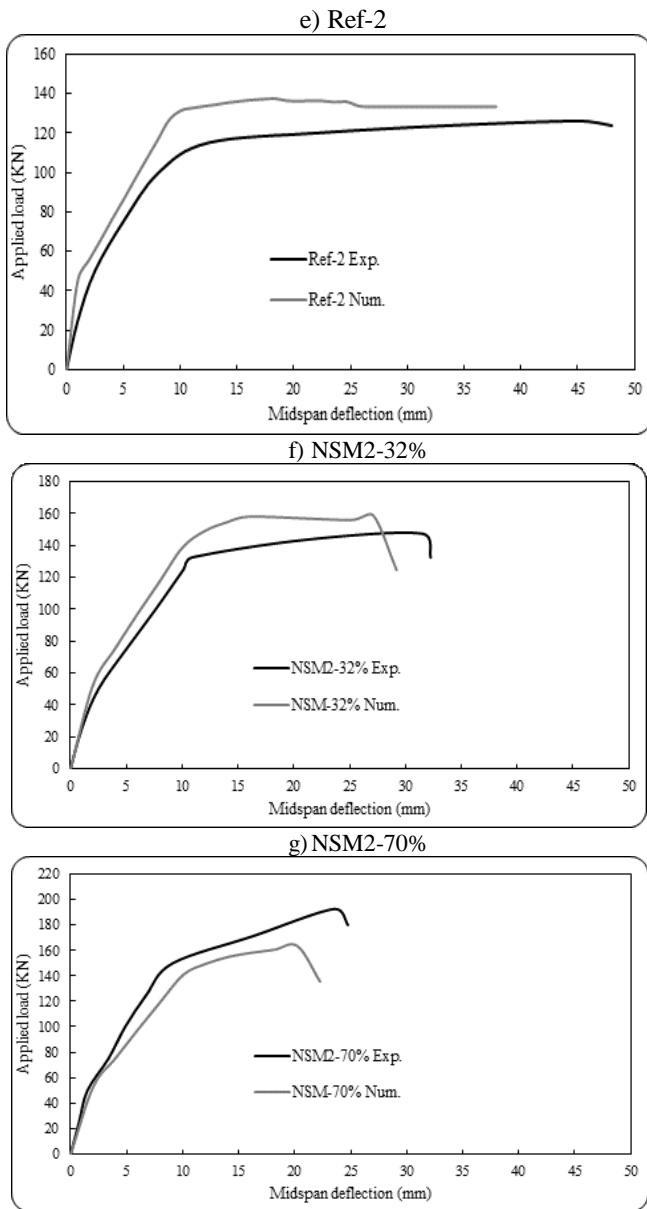 e) Ref-2
160
140
120
100
80
60
40
20
0
Applied load (KN)
Ref-2 Exp.
Ref-2 Num.
0 5 10 15 20 25 30 35 40 45 50
Midspan deflection (mm)
f) NSM2-32%
180
160
140
120
100
80
60
40
20
0
Applied load (KN)
NSM2-32% Exp.
NSM-32% Num.
0 5 10 15 20 25 30 35 40 45 50
Midspan deflection (mm)
g) NSM2-70%
220
200
180
160
140
120
100
80
60
40
20
0
Applied load (KN)
NSM2-70% Exp.
NSM-70% Num.
0 5 10 15 20 25 30 35 40 45 50
Midspan deflection (mm)